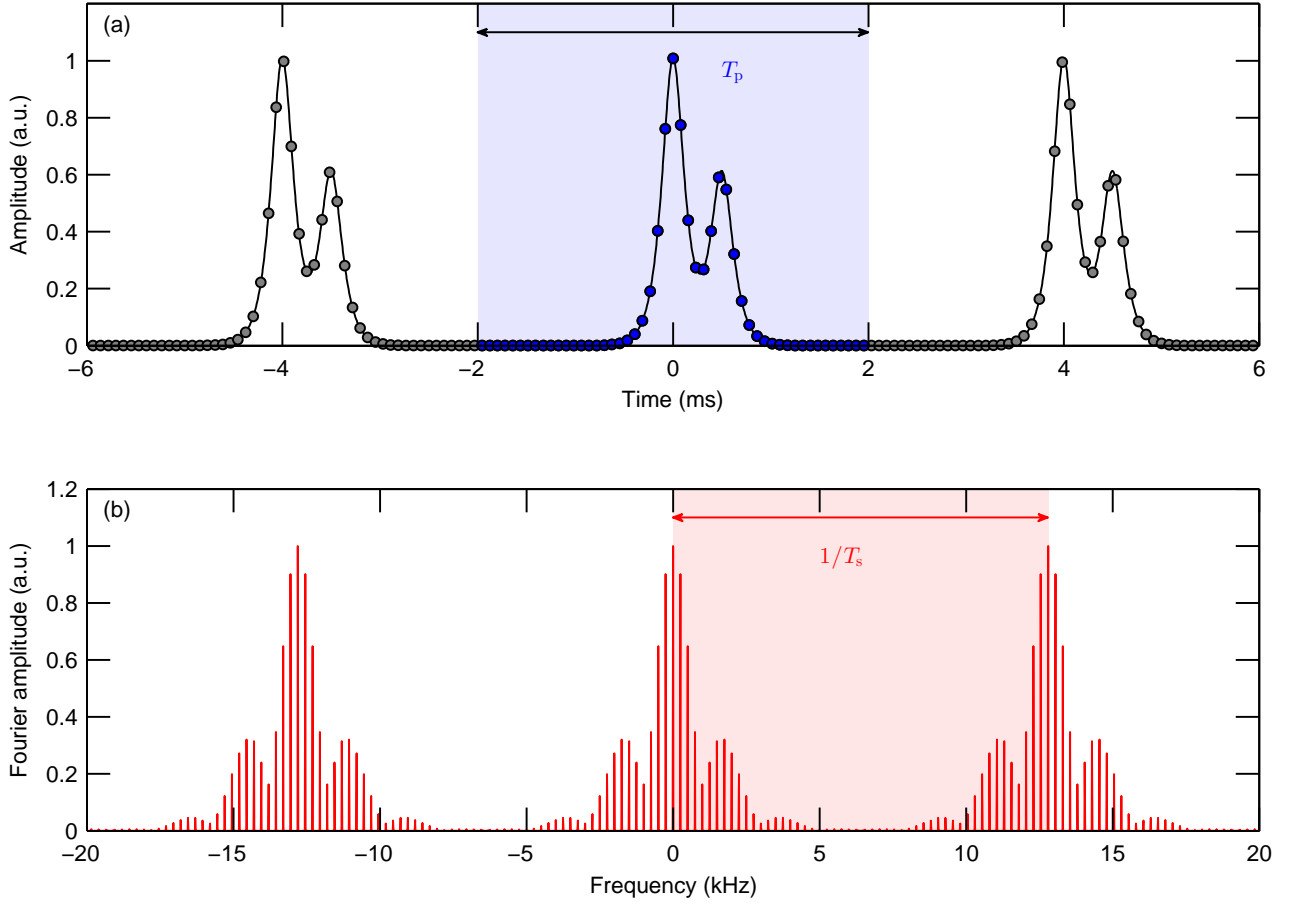 (a)
Amplitude (a.u.)
1
0.8
0.6
0.4
0.2
0
T_p
−6 −4 −2 0 2 4 6
Time (ms)
(b)
Fourier amplitude (a.u.)
1.2
1
0.8
0.6
0.4
0.2
0
1/T_s
−20 −15 −10 −5 0 5 10 15 20
Frequency (kHz)